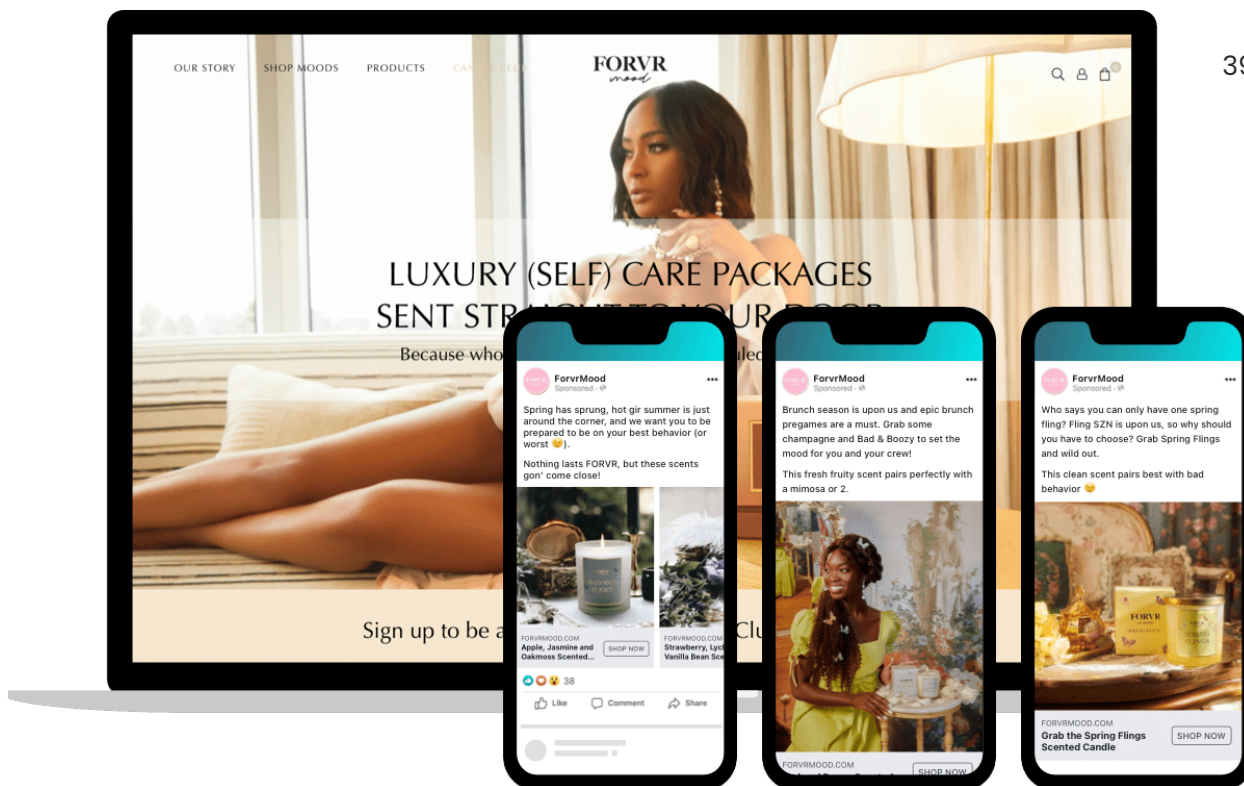 OUR STORY
SHOP MOODS
PRODUCTS
FORVR
mood
0
39
LUXURY (SELF) CARE PACKAGES
SENT
Because who
Sign up to be a
ForvrMood
Sponsored ·
Spring has sprung, hot gir summer is just
around the corner, and we want you to be
prepared to be on your best behavior (or
worst 😉).
Nothing lasts FORVR, but these scents
gon' come close!
FORVRMOOD.COM
Apple, Jasmine and
Oakmoss Scented...
SHOP NOW
FORVRMOOD.COM
Strawberry,
Vanilla Bean
38
Like
Comment
Share
ForvrMood
Sponsored ·
Brunch season is upon us and epic brunch
pregames are a must. Grab some
champagne and Bad & Boozy to set the
mood for you and your crew!
This fresh fruity scent pairs perfectly with
a mimosa or 2.
FORVRMOOD.COM
SHOP NOW
ForvrMood
Sponsored ·
Who says you can only have one spring
fling? Fling SZN is upon us, so why should
you have to choose? Grab Spring Flings
and wild out.
This clean scent pairs best with bad
behavior 😉
FORVR
SPRING FLINGS
SPRING
FLINGS
FORVRMOOD.COM
Grab the Spring Flings
Scented Candle
SHOP NOW